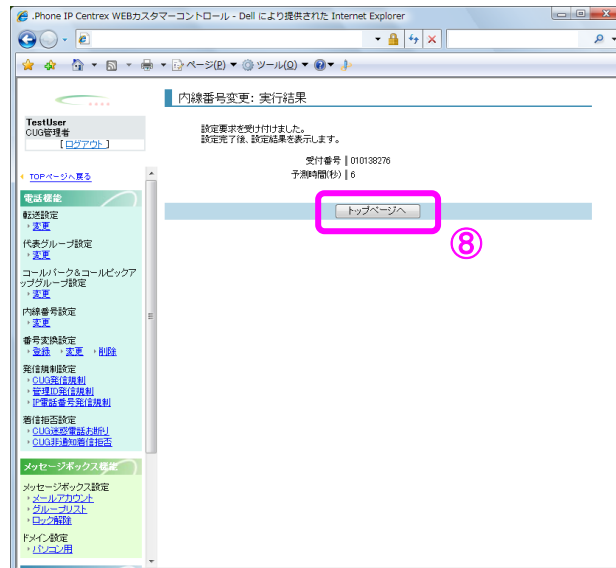 .Phone IP Centrex WEBカスタマーコントロール - Dell により提供された Internet Explorer
ページ(P) ツール(O)
内線番号変更: 実行結果
TestUser
CUG管理者
[ログアウト]
TOPページへ戻る
設定要求を受け付けました。
設定完了後、設定結果を表示します。
受付番号 010138276
予測時間(秒) 6
トップページへ
⑧
電話機能
転送設定
変更
代表グループ設定
変更
コールパーク&コールピックア
ップグループ設定
変更
内線番号設定
変更
番号変換設定
登録 変更 削除
発信規制設定
CUG発信規制
管理ID発信規制
IP電話番号発信規制
着信拒否設定
CUG迷惑電話お断り
CUG非通知着信拒否
メッセージボックス機能
メッセージボックス設定
メールアカウント
グループリスト
ロック解除
ドメイン設定
パソコン用